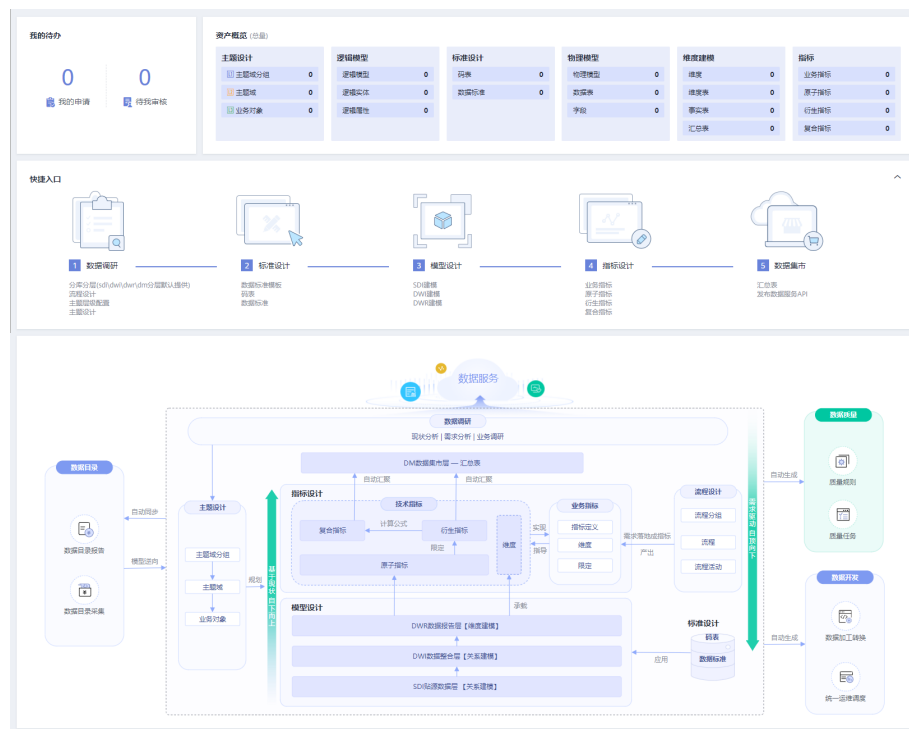 我的待办
0
我的申请
0
待我审核
资产概览 (总量)
主题设计
主题域分组 0
主题域 0
业务对象 0
逻辑模型
逻辑模型 0
逻辑实体 0
逻辑属性 0
标准设计
码表 0
数据标准 0
物理模型
物理模型 0
数据表 0
字段 0
维度建模
维度 0
维度表 0
事实表 0
汇总表 0
指标
业务指标 0
原子指标 0
衍生指标 0
复合指标 0
快捷入口
1 数据调研
分库分层(sdi\dwi\dwr\dm分层默认提供)
流程设计
主题层级配置
主题设计
2 标准设计
数据标准模板
码表
数据标准
3 模型设计
SDI建模
DWI建模
DWR建模
4 指标设计
业务指标
原子指标
衍生指标
复合指标
5 数据集市
汇总表
发布数据服务API
数据服务
数据调研
现状分析 | 需求分析 | 业务调研
DM数据集市层 — 汇总表
自动汇聚
自动汇聚
数据目录
数据目录报告
数据目录采集
自动同步
模型逆向
主题设计
主题域分组
主题域
业务对象
规划
基于现状 自下而上
指标设计
技术指标
复合指标
计算公式
衍生指标
限定
原子指标
维度
实现
指导
业务指标
指标定义
维度
限定
需求落地成指标
产出
流程设计
流程分组
流程
流程活动
承载
模型设计
DWR数据报告层【维度建模】
DWI数据整合层【关系建模】
SDI贴源数据层【关系建模】
应用
标准设计
码表
数据标准
需求驱动 自顶向下
自动生成
数据质量
质量规则
质量任务
自动生成
数据开发
数据加工转换
统一运维调度